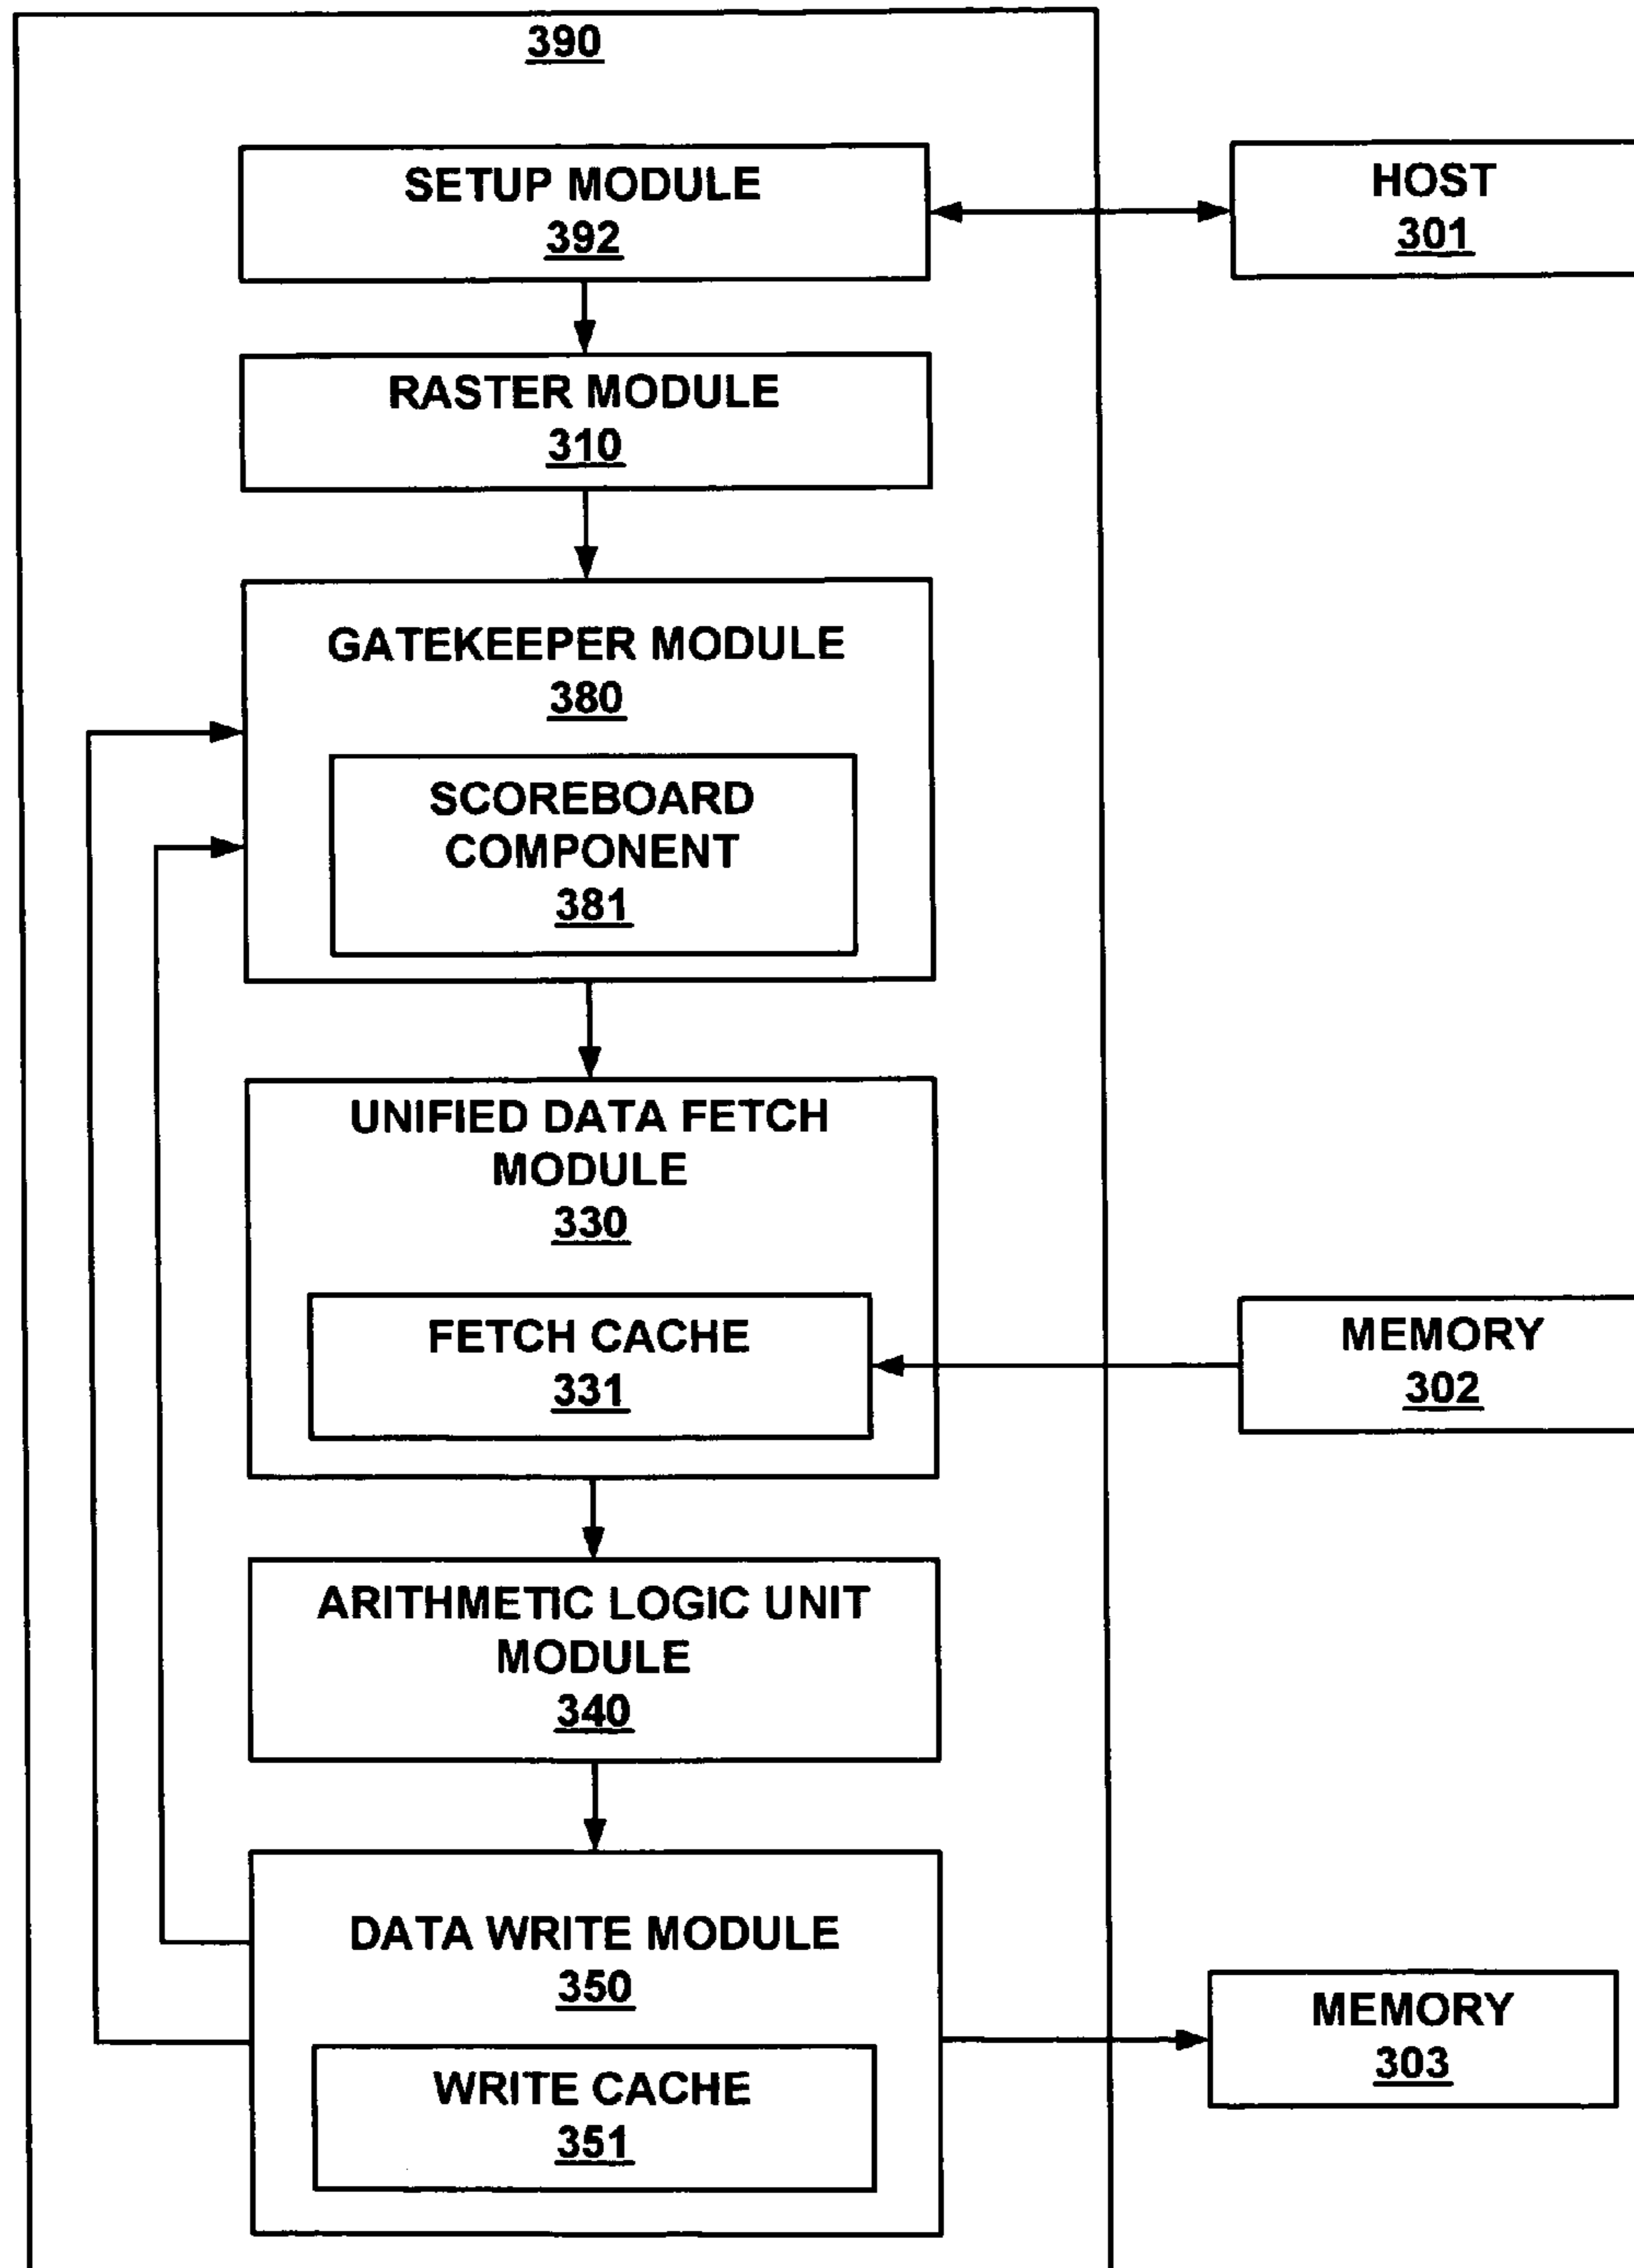 390
SETUP MODULE
392
HOST
301
RASTER MODULE
310
GATEKEEPER MODULE
380
SCOREBOARD
COMPONENT
381
UNIFIED DATA FETCH
MODULE
330
FETCH CACHE
331
MEMORY
302
ARITHMETIC LOGIC UNIT
MODULE
340
DATA WRITE MODULE
350
WRITE CACHE
351
MEMORY
303